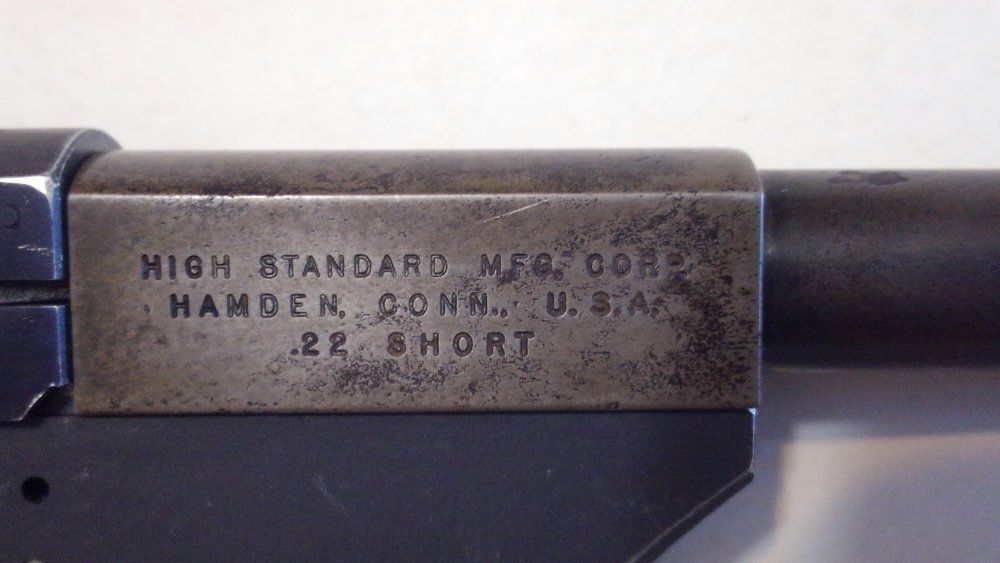 HIGH STANDARD MFG. CORP.
HAMDEN, CONN., U.S.A.
.22 SHORT